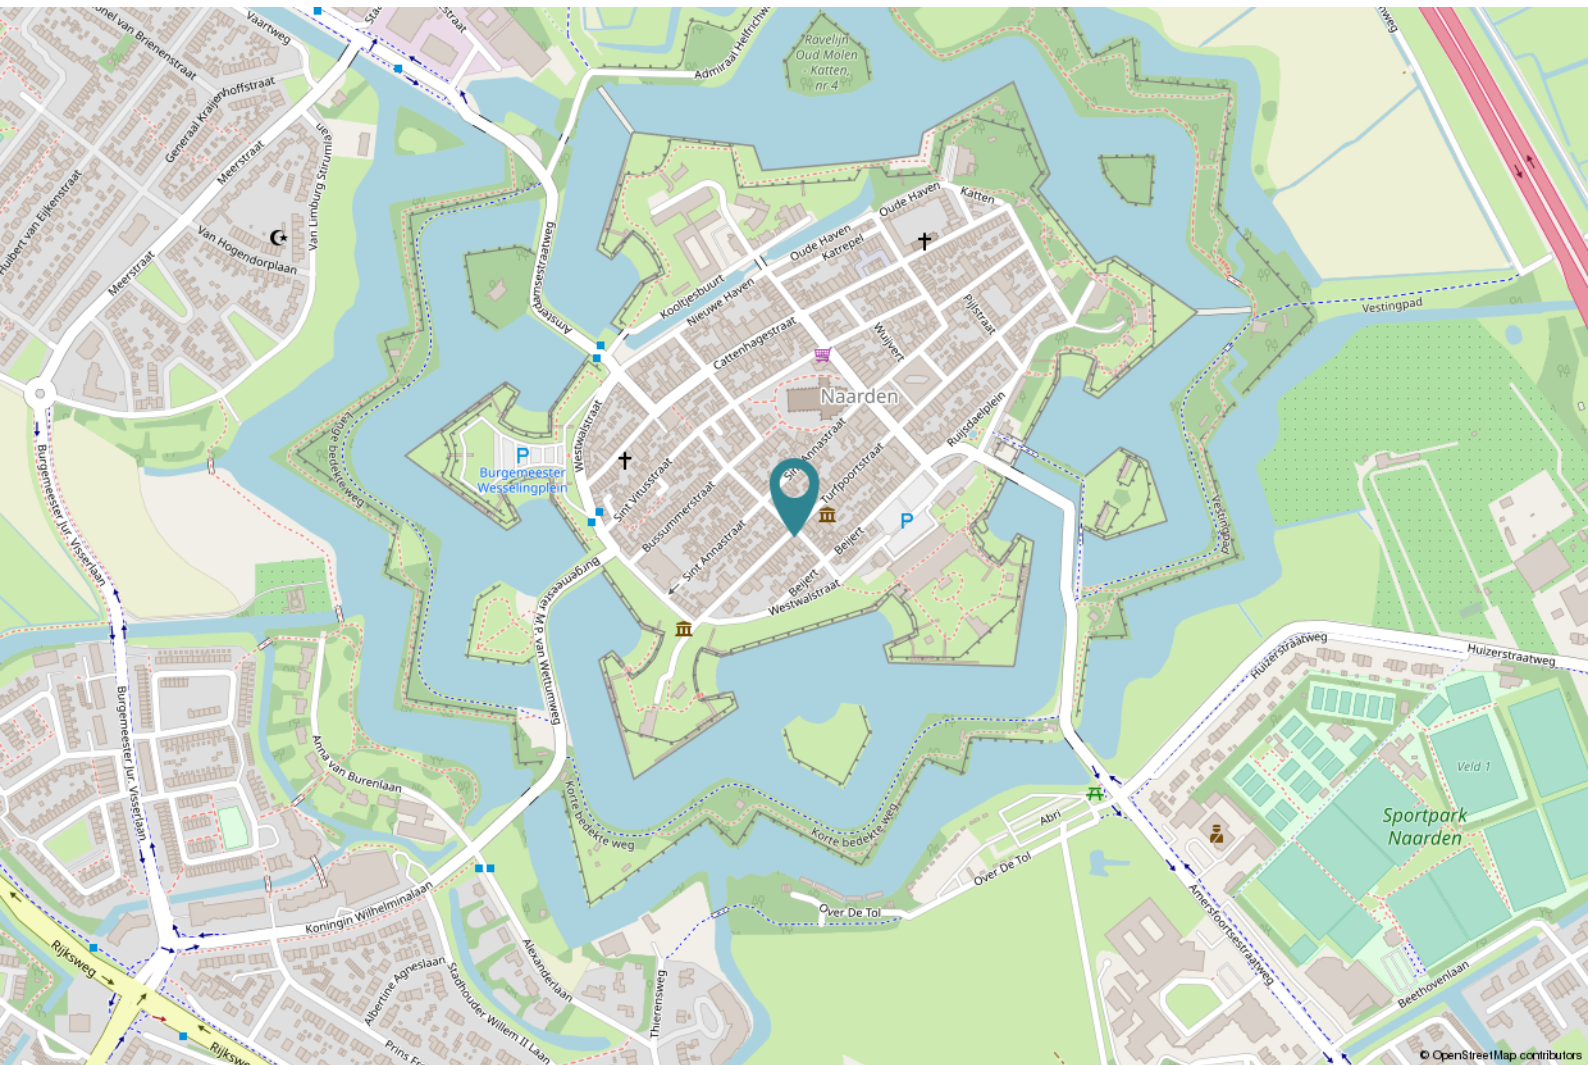 Vaartweg
straat
Admiraal Helfrichweg
Ravelijn
Oud Molen
- Katten,
nr 4
Generaal Kraijenhoffstraat
Meerstraat
Huibert van Eijkenstraat
Van Limburg Stirumlaan
Van Hogendorplaan
Meerstraat
Amsterdamsestraatweg
Oude Haven
Katten
Oude Haven
Katrepel
Kooltjesbuurt
Nieuwe Haven
Cattenhagestraat
Wuijvert
Pijlstraat
Vestingpad
Naarden
Ruijsdaelplein
Westwalstraat
P
Burgemeester
Wesselingplein
Sint Annastraat
Turfpoortstraat
Sint Vitusstraat
Bussummerstraat
Sint Annastraat
P
Beijert
Beijert
Westwalstraat
Lange bedekte weg
Vestingpad
Burgemeester Jur. Visserlaan
Burgemeester M.P. van Wettumweg
Huizerstraatweg
Huizerstraatweg
Burgemeester Jur. Visserlaan
Anna van Burenlaan
Korte bedekte weg
Korte bedekte weg
Veld 1
Sportpark
Naarden
Abri
Over De Tol
Over De Tol
Koningin Wilhelminalaan
Amersfoortsestraatweg
Rijksweg
Albertine Agneslaan
Alexanderlaan
Stadhouder Willem II Laan
Thierensweg
Beethovenlaan
Prins Fr
Rijksweg
© OpenStreetMap contributors